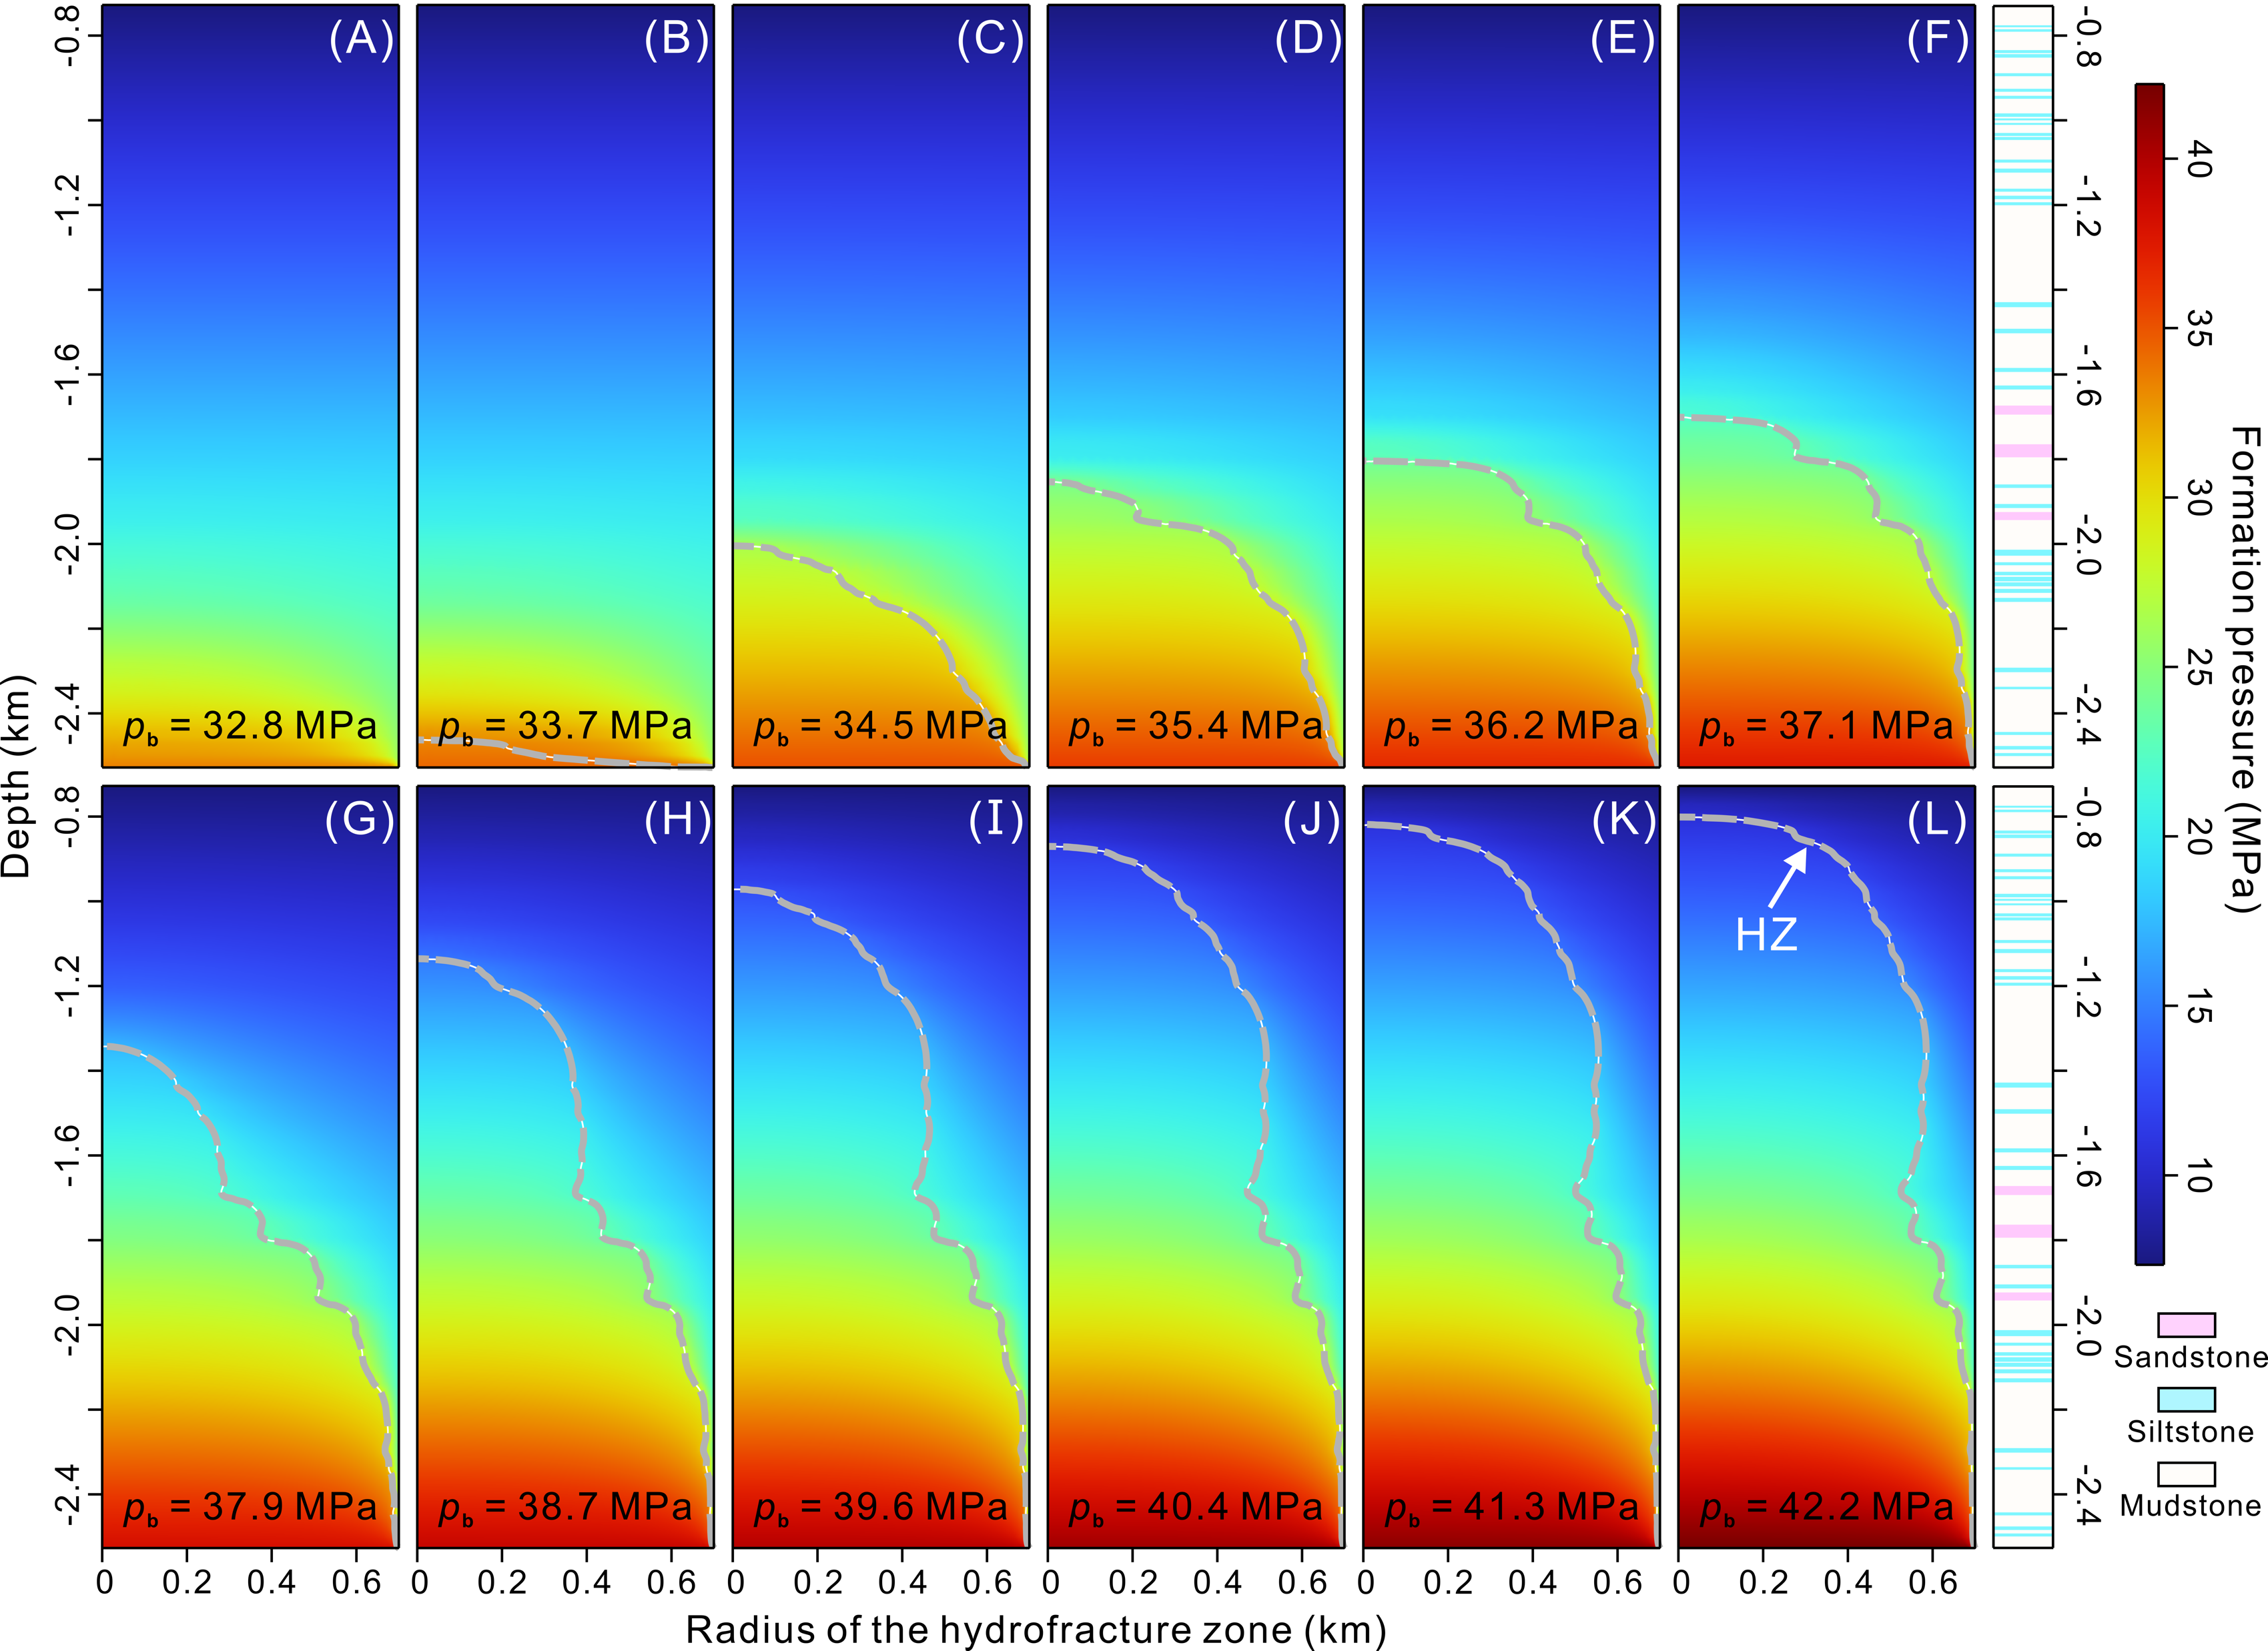 (A)
(B)
(C)
(D)
(E)
(F)
-0.8
-1.2
-1.6
-2.0
-2.4
pb = 32.8 MPa
pb = 33.7 MPa
pb = 34.5 MPa
pb = 35.4 MPa
pb = 36.2 MPa
pb = 37.1 MPa
-0.8
-1.2
-1.6
-2.0
-2.4
(G)
(H)
(I)
(J)
(K)
(L)
HZ
-0.8
-1.2
-1.6
-2.0
-2.4
pb = 37.9 MPa
pb = 38.7 MPa
pb = 39.6 MPa
pb = 40.4 MPa
pb = 41.3 MPa
pb = 42.2 MPa
-0.8
-1.2
-1.6
-2.0
-2.4
0 0.2 0.4 0.6
0 0.2 0.4 0.6
0 0.2 0.4 0.6
0 0.2 0.4 0.6
0 0.2 0.4 0.6
0 0.2 0.4 0.6
Depth (km)
Radius of the hydrofracture zone (km)
40
35
30
25
20
15
10
Formation pressure (MPa)
Sandstone
Siltstone
Mudstone